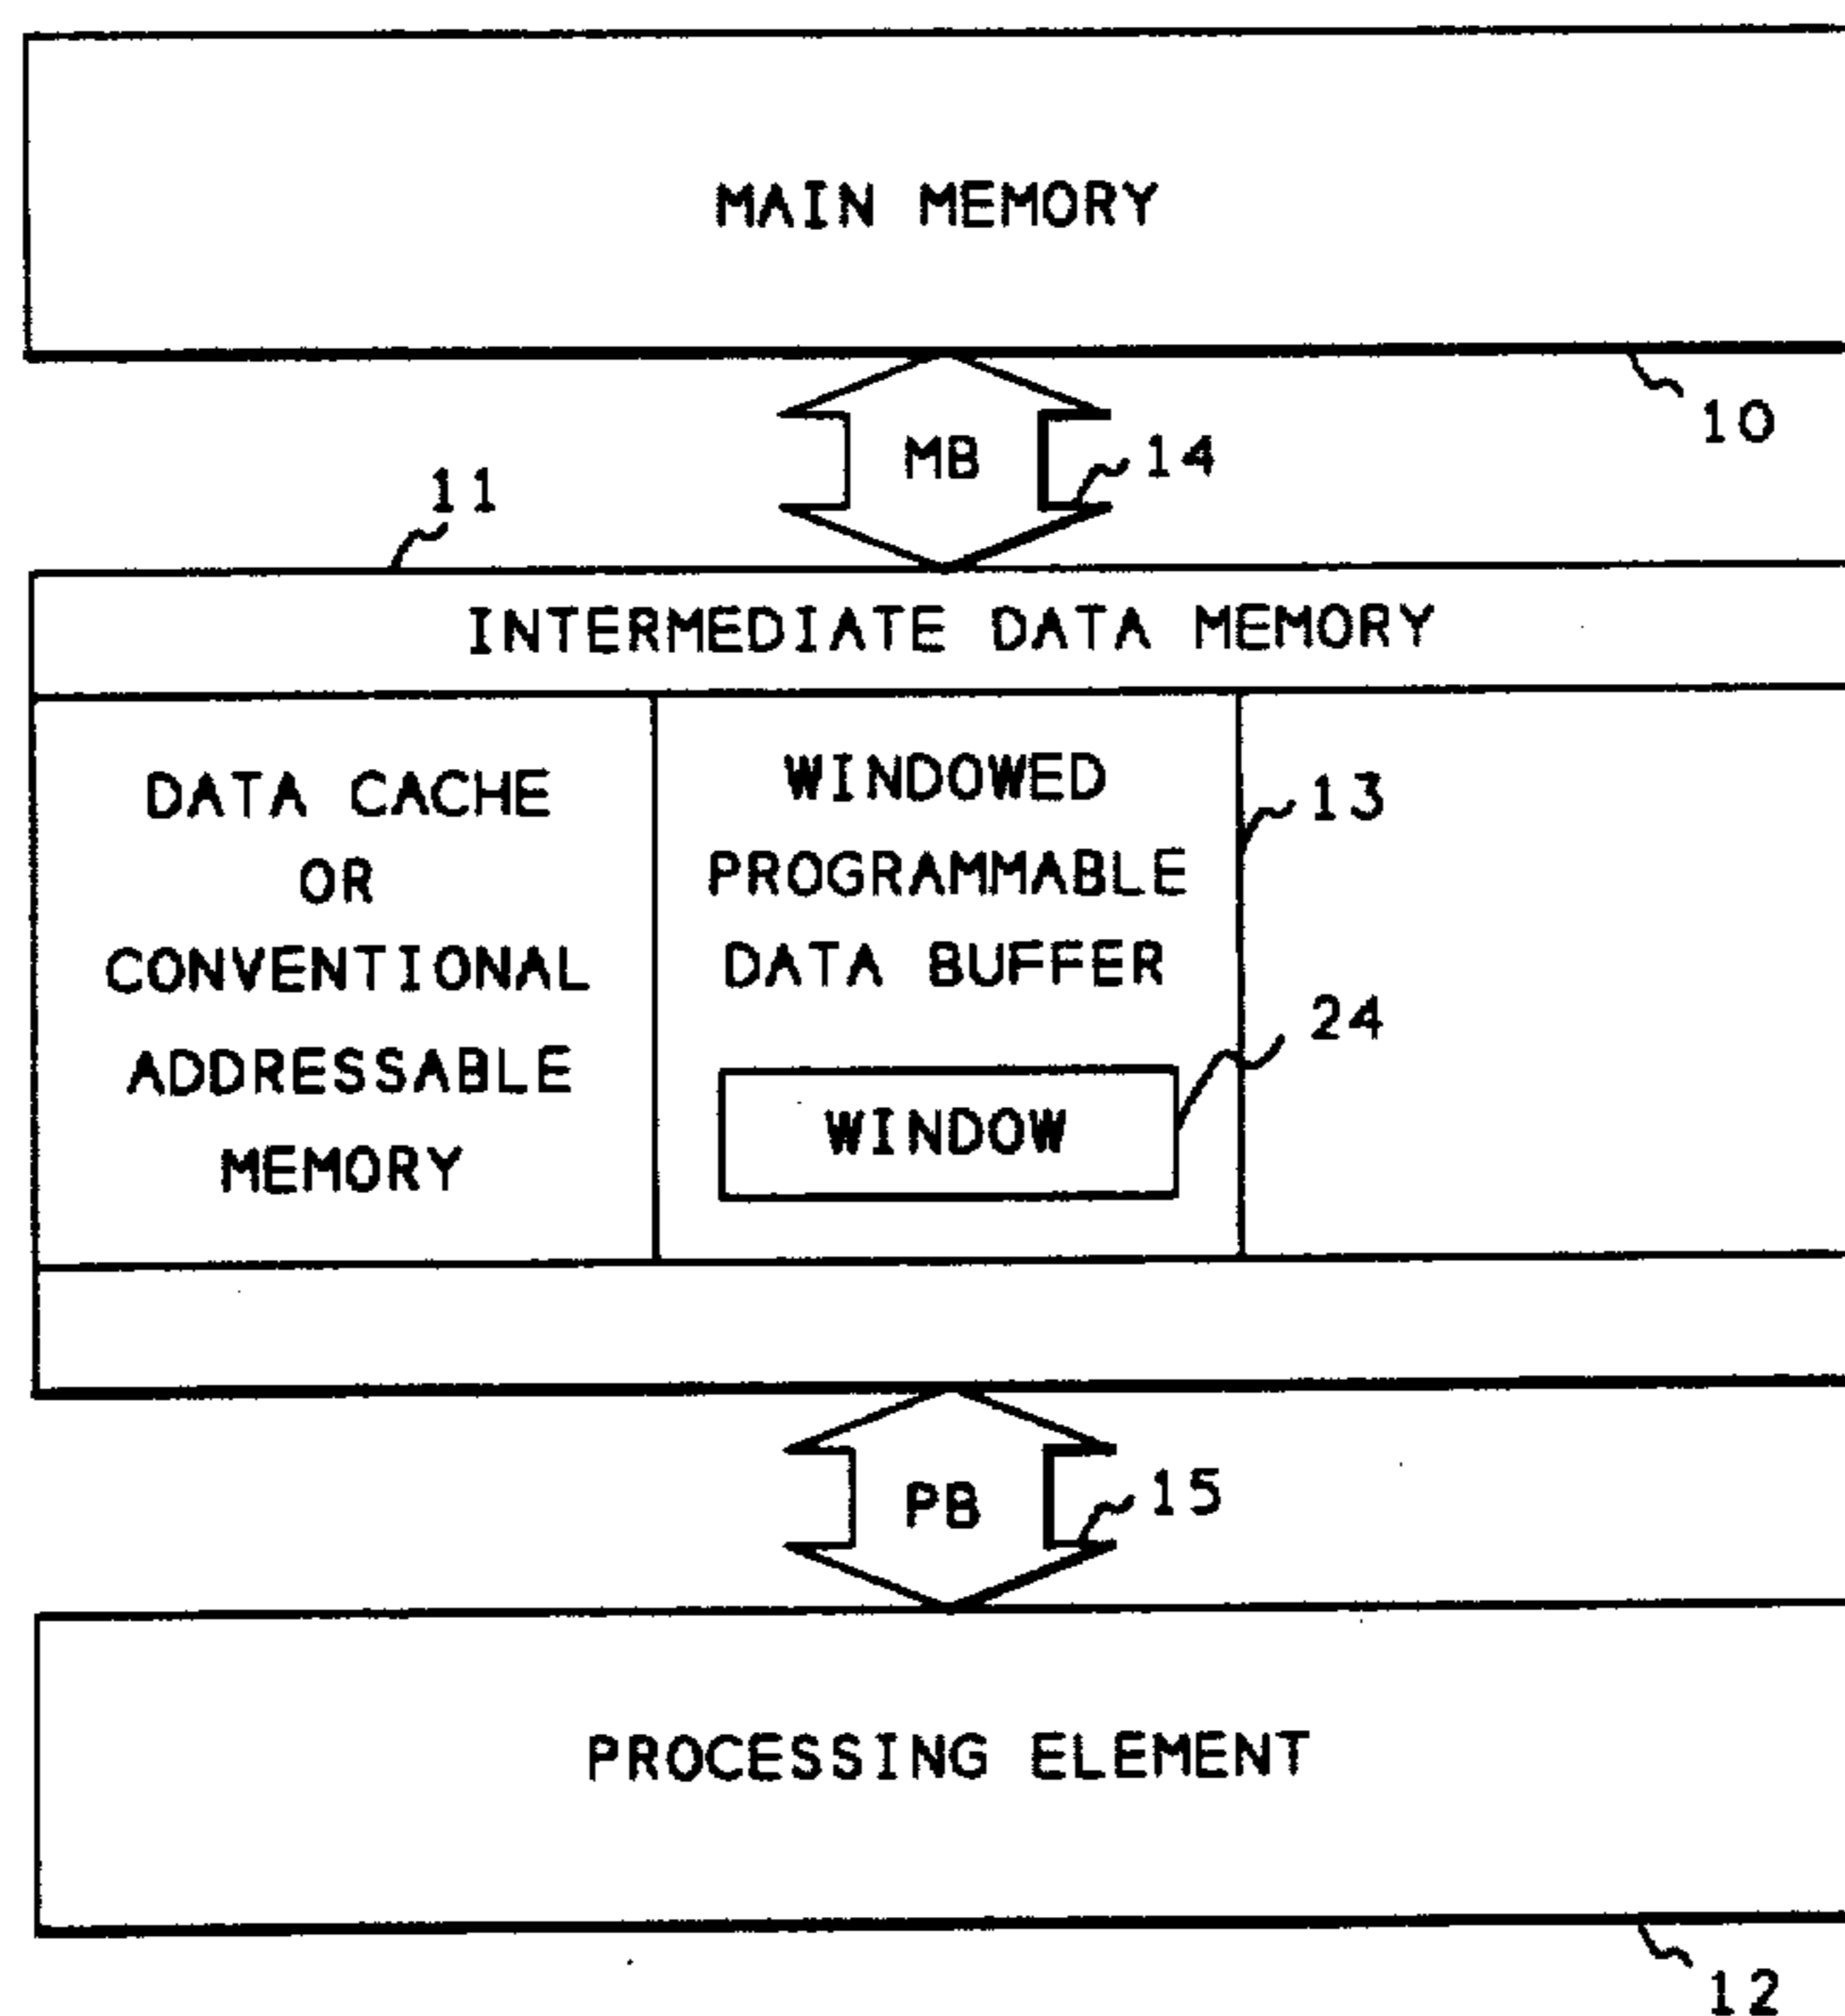 MAIN MEMORY
10
MB
14
11
INTERMEDIATE DATA MEMORY
DATA CACHE
OR
CONVENTIONAL
ADDRESSABLE
MEMORY
WINDOWED
PROGRAMMABLE
DATA BUFFER
WINDOW
13
24
PB
15
PROCESSING ELEMENT
12